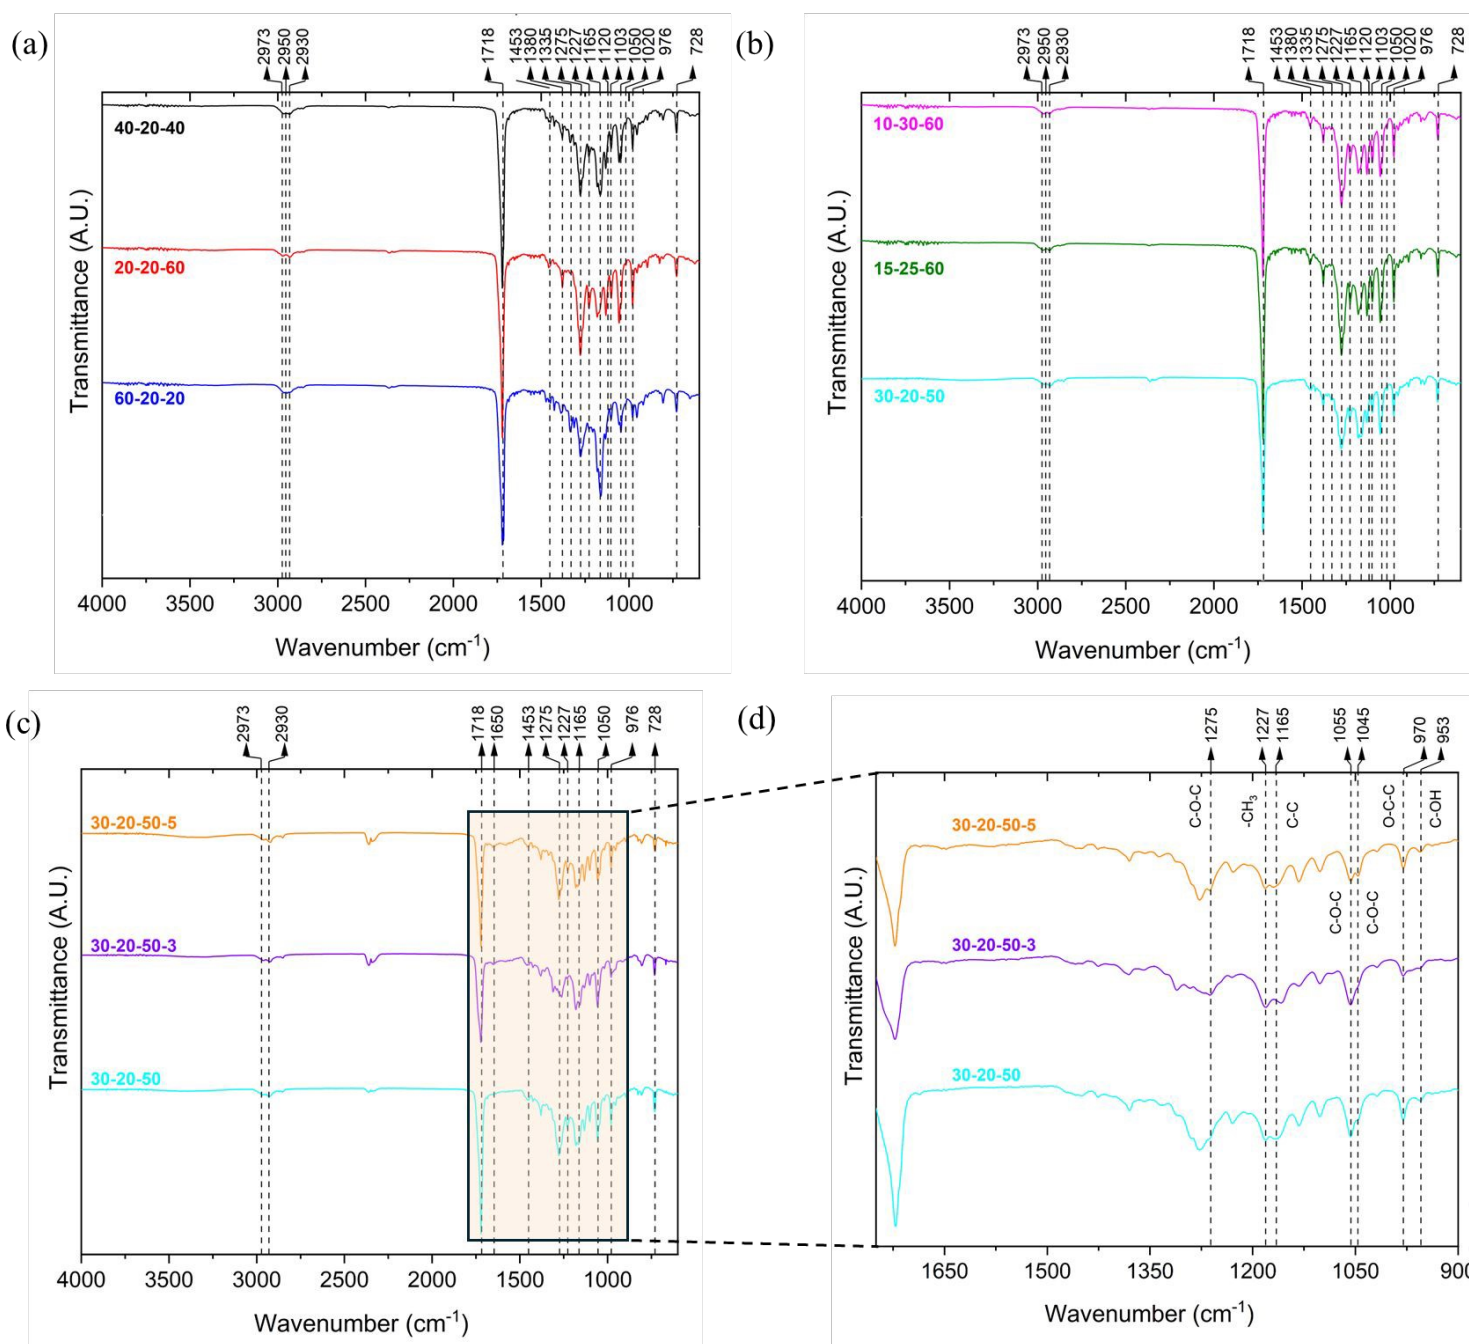 (a)
2973
2950
2930
1718
1453
1380
1335
1275
1227
1165
1120
1103
1050
1020
976
728
40-20-40
20-20-60
60-20-20
Transmittance (A.U.)
4000 3500 3000 2500 2000 1500 1000
Wavenumber (cm⁻¹)
(b)
2973
2950
2930
1718
1453
1380
1335
1275
1227
1165
1120
1103
1050
1020
976
728
10-30-60
15-25-60
30-20-50
Transmittance (A.U.)
4000 3500 3000 2500 2000 1500 1000
Wavenumber (cm⁻¹)
(c)
2973
2930
1718
1650
1453
1275
1227
1165
1050
976
728
30-20-50-5
30-20-50-3
30-20-50
Transmittance (A.U.)
4000 3500 3000 2500 2000 1500 1000
Wavenumber (cm⁻¹)
(d)
1275
1227
1165
1055
1045
970
953
C-O-C
-CH₃
C-C
O-C-C
C-OH
30-20-50-5
C-O-C
C-O-C
30-20-50-3
30-20-50
Transmittance (A.U.)
1650 1500 1350 1200 1050 900
Wavenumber (cm⁻¹)